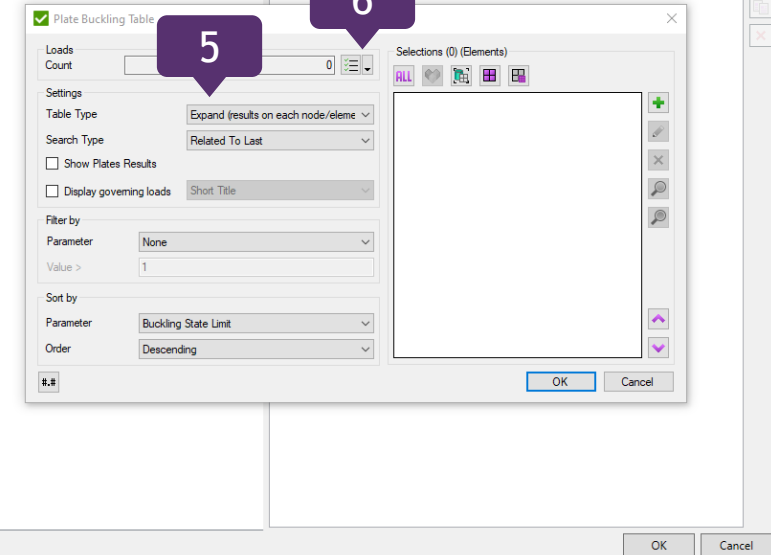 6
Plate Buckling Table
5
Loads
Count 0
Settings
Table Type Expand (results on each node/eleme
Search Type Related To Last
Show Plates Results
Display governing loads Short Title
Filter by
Parameter None
Value > 1
Sort by
Parameter Buckling State Limit
Order Descending
#.#
Selections (0) (Elements)
ALL
OK Cancel
OK Cancel